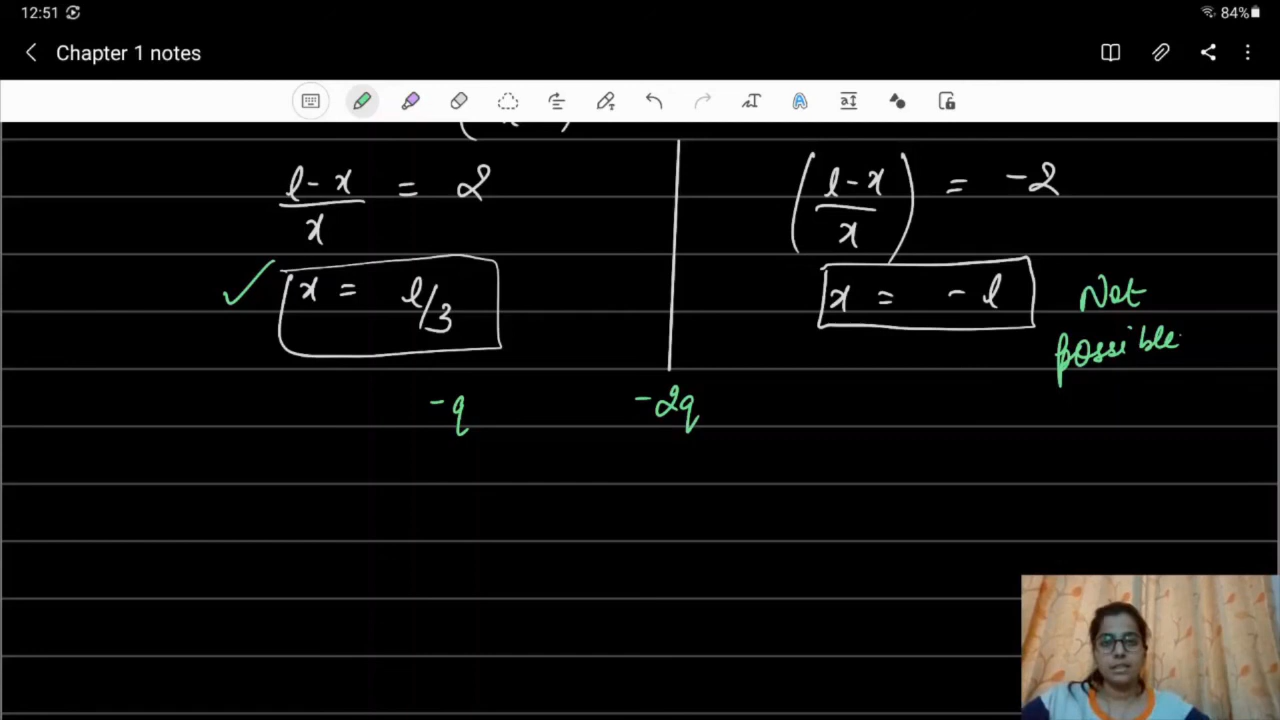 12:51
84%
Chapter 1 notes
l - x / x = 2
x = l/3
(l - x / x) = -2
x = - l
Not
possible
-q
-2q